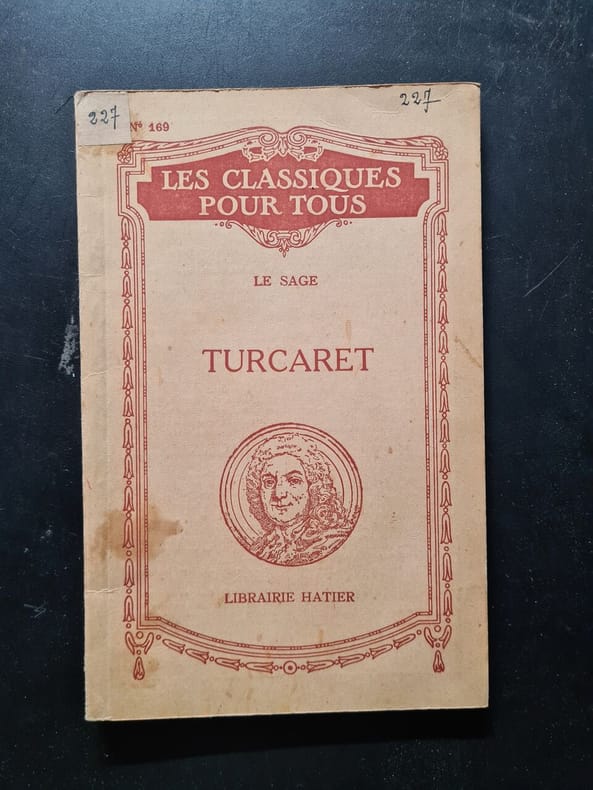 227
227
Nº 169
LES CLASSIQUES
POUR TOUS
LE SAGE
TURCARET
LIBRAIRIE HATIER